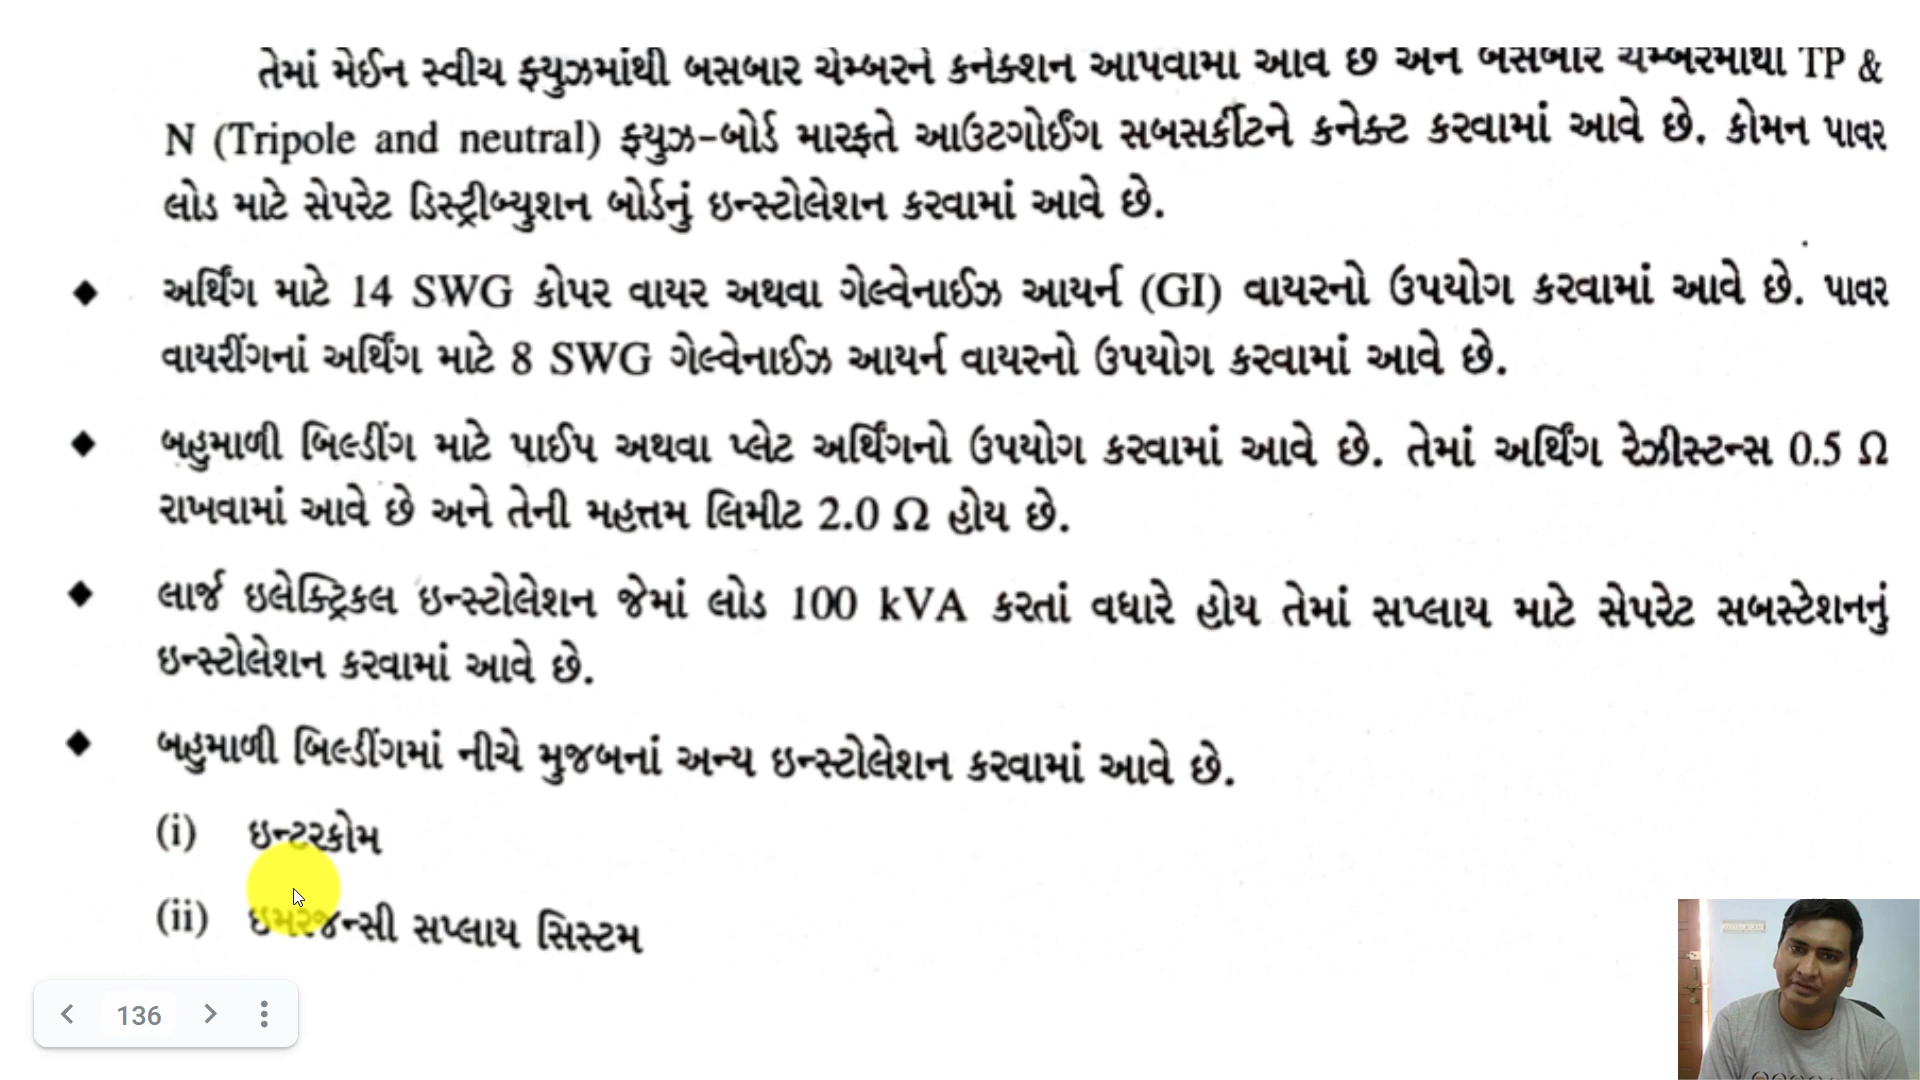 તેમાં મેઈન સ્વીચ ફ્યુઝમાંથી બસબાર ચેમ્બરને કનેક્શન આપવામાં આવે છે અને બસબાર ચેમ્બરમાંથી TP &
N (Tripole and neutral) ફ્યુઝ-બોર્ડ મારફતે આઉટગોઈંગ સબસર્કીટને કનેક્ટ કરવામાં આવે છે. કોમન પાવર
લોડ માટે સેપરેટ ડિસ્ટ્રીબ્યુશન બોર્ડનું ઇન્સ્ટોલેશન કરવામાં આવે છે.
◆ અર્થિંગ માટે 14 SWG કોપર વાયર અથવા ગેલ્વેનાઈઝ આયર્ન (GI) વાયરનો ઉપયોગ કરવામાં આવે છે. પાવર
વાયરીંગનાં અર્થિંગ માટે 8 SWG ગેલ્વેનાઈઝ આયર્ન વાયરનો ઉપયોગ કરવામાં આવે છે.
◆ બહુમાળી બિલ્ડીંગ માટે પાઈપ અથવા પ્લેટ અર્થિંગનો ઉપયોગ કરવામાં આવે છે. તેમાં અર્થિંગ રેઝીસ્ટન્સ 0.5 Ω
રાખવામાં આવે છે અને તેની મહત્તમ લિમીટ 2.0 Ω હોય છે.
◆ લાર્જ ઇલેક્ટ્રિકલ ઇન્સ્ટોલેશન જેમાં લોડ 100 kVA કરતાં વધારે હોય તેમાં સપ્લાય માટે સેપરેટ સબસ્ટેશનનું
ઇન્સ્ટોલેશન કરવામાં આવે છે.
◆ બહુમાળી બિલ્ડીંગમાં નીચે મુજબનાં અન્ય ઇન્સ્ટોલેશન કરવામાં આવે છે.
(i) ઇન્ટરકોમ
(ii) ઇમરજન્સી સપ્લાય સિસ્ટમ
136